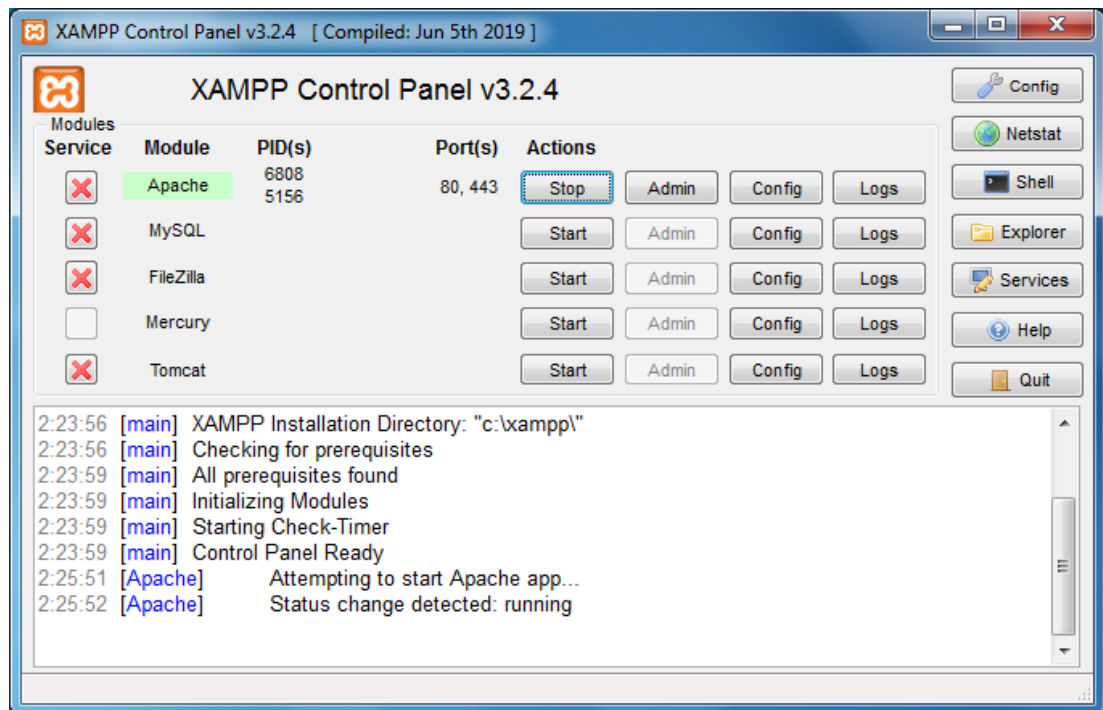 XAMPP Control Panel v3.2.4 [ Compiled: Jun 5th 2019 ]
XAMPP Control Panel v3.2.4
Config
Modules
Netstat
Service Module PID(s) Port(s) Actions
Apache 6808 5156 80, 443 Stop Admin Config Logs
Shell
MySQL Start Admin Config Logs
Explorer
FileZilla Start Admin Config Logs
Services
Mercury Start Admin Config Logs
Help
Tomcat Start Admin Config Logs
Quit
2:23:56 [main] XAMPP Installation Directory: "c:\xampp\"
2:23:56 [main] Checking for prerequisites
2:23:59 [main] All prerequisites found
2:23:59 [main] Initializing Modules
2:23:59 [main] Starting Check-Timer
2:23:59 [main] Control Panel Ready
2:25:51 [Apache] Attempting to start Apache app...
2:25:52 [Apache] Status change detected: running